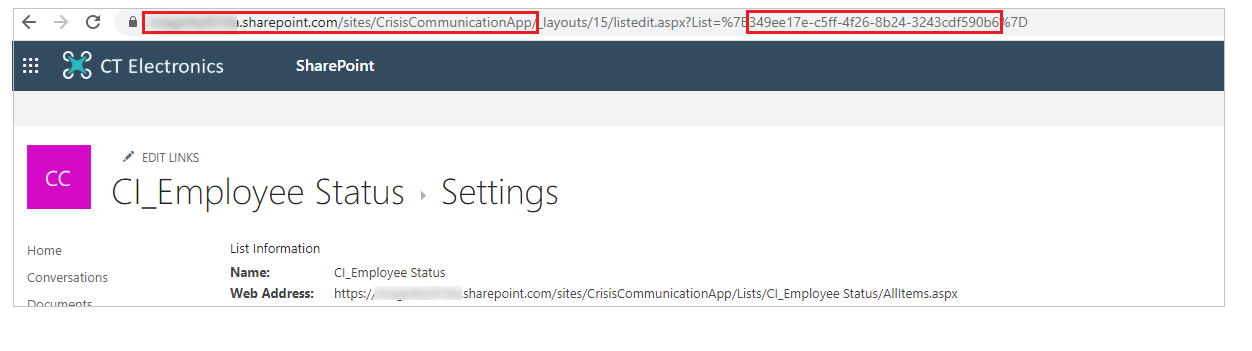 a.sharepoint.com/sites/CrisisCommunicationApp/_layouts/15/listedit.aspx?List=%7B349ee17e-c5ff-4f26-8b24-3243cdf590b6%7D
CT Electronics SharePoint
EDIT LINKS
CC
CI_Employee Status Settings
Home
List Information
Name: CI_Employee Status
Conversations
Web Address: https://.sharepoint.com/sites/CrisisCommunicationApp/Lists/CI_Employee Status/AllItems.aspx
Documents